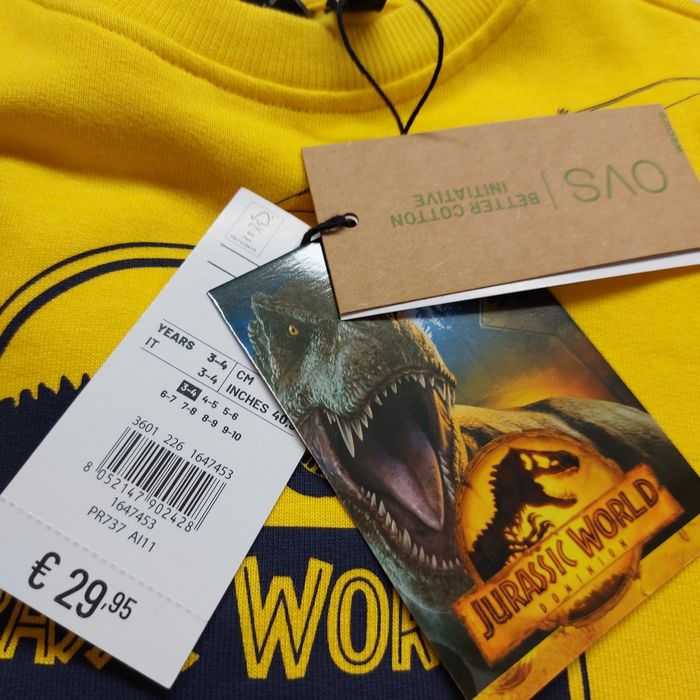 OVS | BETTER COTTON
INITIATIVE
FSC
YEARS 3-4 CM
IT 3-4 INCHES 40,
3-4 4-5 5-6
6-7 7-8 8-9 9-10
3601 226 1647453
8 052147 902428
1647453
PR737 AI11
€ 29,95
JURASSIC WORLD
DOMINION
WOR